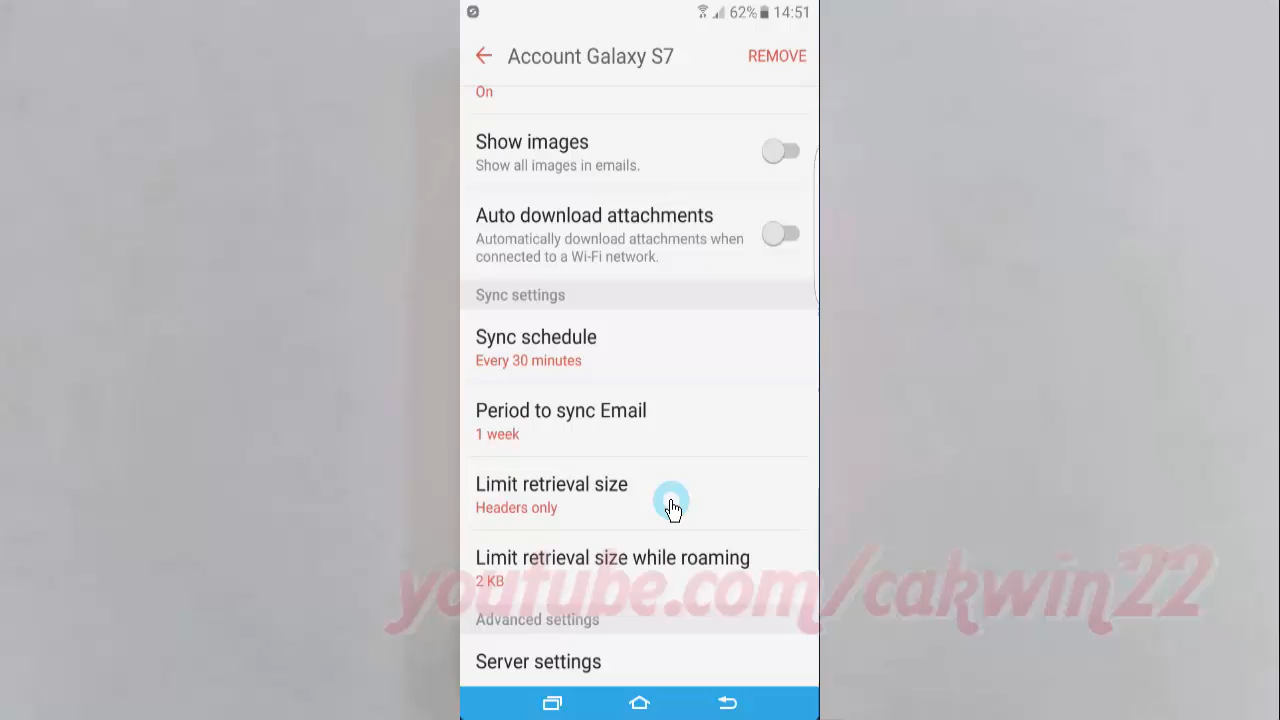 62% 14:51
Account Galaxy S7 REMOVE
On
Show images
Show all images in emails.
Auto download attachments
Automatically download attachments when
connected to a Wi-Fi network.
Sync settings
Sync schedule
Every 30 minutes
Period to sync Email
1 week
Limit retrieval size
Headers only
Limit retrieval size while roaming
2 KB
youtube.com/cakwin22
Advanced settings
Server settings